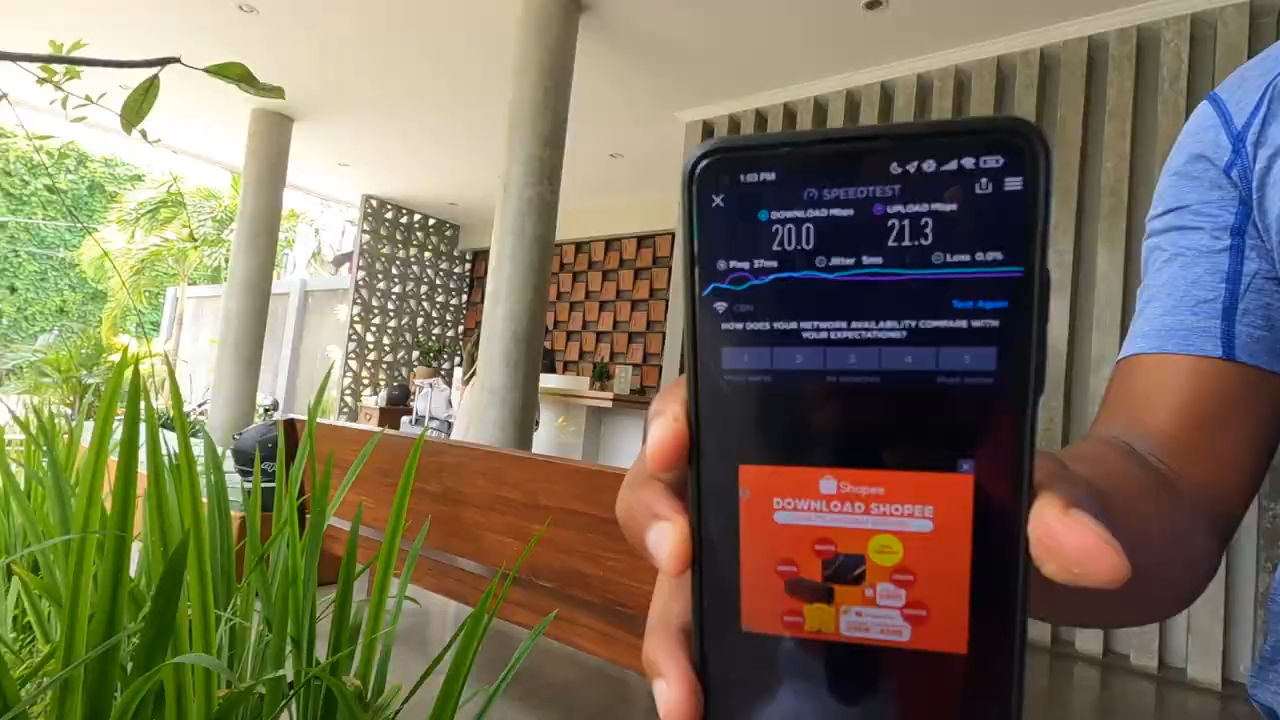 1:03 PM
SPEEDTEST
DOWNLOAD Mbps
UPLOAD Mbps
20.0
21.3
Ping 37ms
Jitter 5ms
Loss 0.0%
CBN
Test Again
HOW DOES YOUR NETWORK AVAILABILITY COMPARE WITH
YOUR EXPECTATIONS?
1 2 3 4 5
Shopee
DOWNLOAD SHOPEE